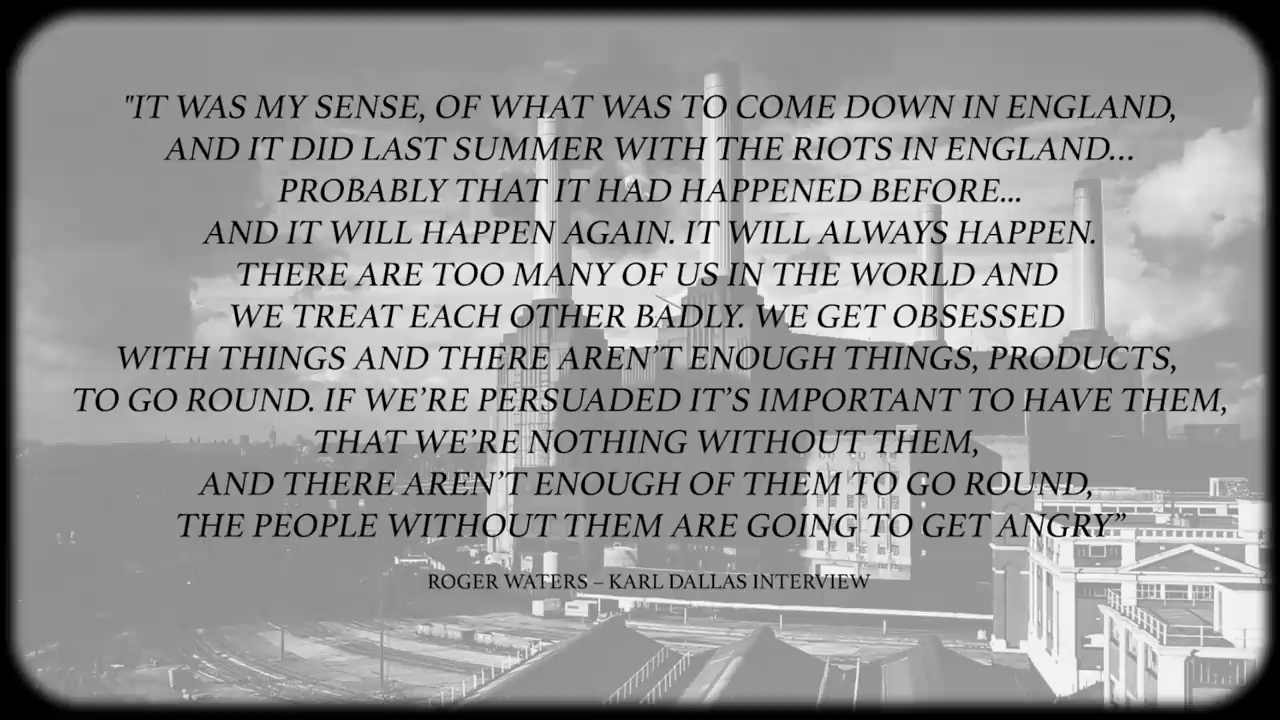 "IT WAS MY SENSE, OF WHAT WAS TO COME DOWN IN ENGLAND,
AND IT DID LAST SUMMER WITH THE RIOTS IN ENGLAND…
PROBABLY THAT IT HAD HAPPENED BEFORE…
AND IT WILL HAPPEN AGAIN. IT WILL ALWAYS HAPPEN.
THERE ARE TOO MANY OF US IN THE WORLD AND
WE TREAT EACH OTHER BADLY. WE GET OBSESSED
WITH THINGS AND THERE AREN’T ENOUGH THINGS, PRODUCTS,
TO GO ROUND. IF WE’RE PERSUADED IT’S IMPORTANT TO HAVE THEM,
THAT WE’RE NOTHING WITHOUT THEM,
AND THERE AREN’T ENOUGH OF THEM TO GO ROUND,
THE PEOPLE WITHOUT THEM ARE GOING TO GET ANGRY”
ROGER WATERS – KARL DALLAS INTERVIEW